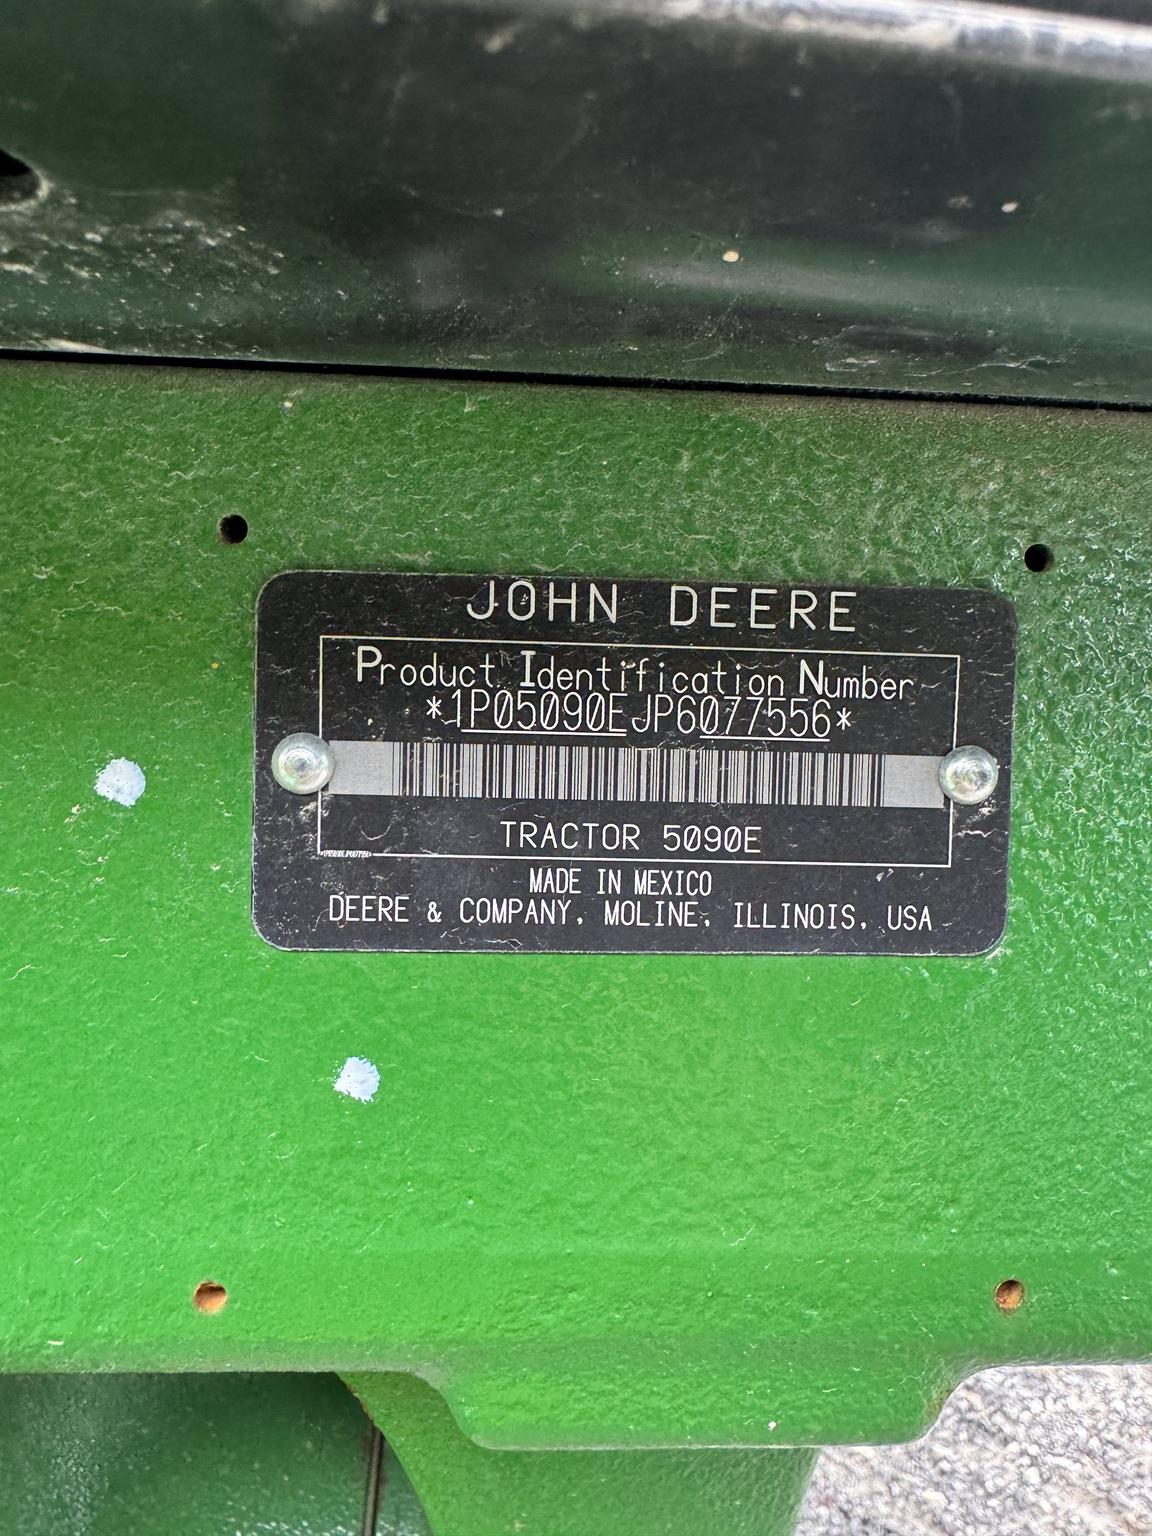 JOHN DEERE
Product Identification Number
*1P05090EJP6077556*
TRACTOR 5090E
MADE IN MEXICO
DEERE & COMPANY, MOLINE, ILLINOIS, USA